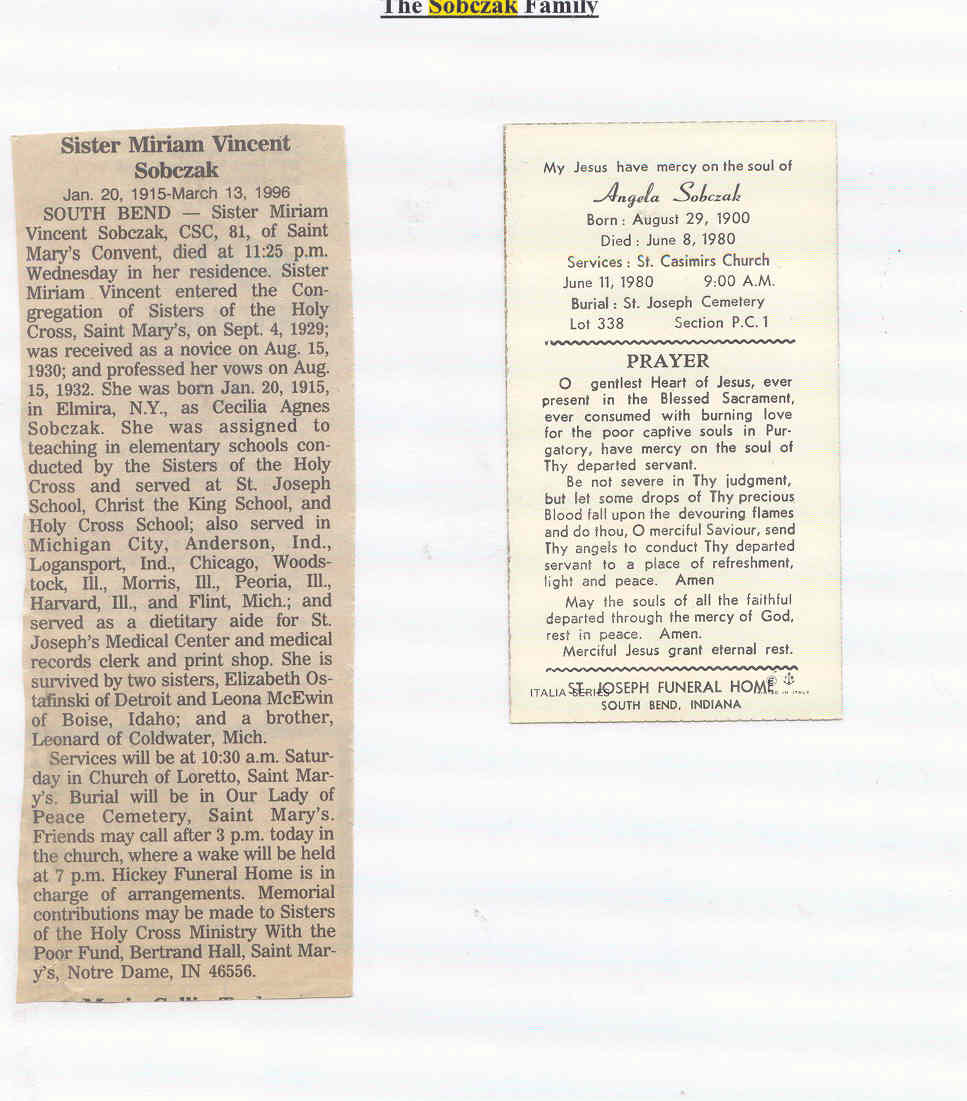 The Sobczak Family
Sister Miriam Vincent
Sobczak
Jan. 20, 1915-March 13, 1996
SOUTH BEND — Sister Miriam
Vincent Sobczak, CSC, 81, of Saint
Mary's Convent, died at 11:25 p.m.
Wednesday in her residence. Sister
Miriam Vincent entered the Con-
gregation of Sisters of the Holy
Cross, Saint Mary's, on Sept. 4, 1929;
was received as a novice on Aug. 15,
1930; and professed her vows on Aug.
15, 1932. She was born Jan. 20, 1915,
in Elmira, N.Y., as Cecilia Agnes
Sobczak. She was assigned to
teaching in elementary schools con-
ducted by the Sisters of the Holy
Cross and served at St. Joseph
School, Christ the King School, and
Holy Cross School; also served in
Michigan City, Anderson, Ind.,
Logansport, Ind., Chicago, Woods-
tock, Ill., Morris, Ill., Peoria, Ill.,
Harvard, Ill., and Flint, Mich.; and
served as a dietitary aide for St.
Joseph's Medical Center and medical
records clerk and print shop. She is
survived by two sisters, Elizabeth Os-
tafinski of Detroit and Leona McEwin
of Boise, Idaho; and a brother,
Leonard of Coldwater, Mich.
Services will be at 10:30 a.m. Satur-
day in Church of Loretto, Saint Mar-
y's. Burial will be in Our Lady of
Peace Cemetery, Saint Mary's.
Friends may call after 3 p.m. today in
the church, where a wake will be held
at 7 p.m. Hickey Funeral Home is in
charge of arrangements. Memorial
contributions may be made to Sisters
of the Holy Cross Ministry With the
Poor Fund, Bertrand Hall, Saint Mar-
y's, Notre Dame, IN 46556.
My Jesus have mercy on the soul of
Angela Sobczak
Born : August 29, 1900
Died : June 8, 1980
Services : St. Casimirs Church
June 11, 1980 9:00 A.M.
Burial : St. Joseph Cemetery
Lot 338 Section P.C. 1
PRAYER
O gentlest Heart of Jesus, ever
present in the Blessed Sacrament,
ever consumed with burning love
for the poor captive souls in Pur-
gatory, have mercy on the soul of
Thy departed servant.
Be not severe in Thy judgment,
but let some drops of Thy precious
Blood fall upon the devouring flames
and do thou, O merciful Saviour, send
Thy angels to conduct Thy departed
servant to a place of refreshment,
light and peace. Amen
May the souls of all the faithful
departed through the mercy of God,
rest in peace. Amen.
Merciful Jesus grant eternal rest.
ST. JOSEPH FUNERAL HOME
ITALIA SERIES
SOUTH BEND, INDIANA